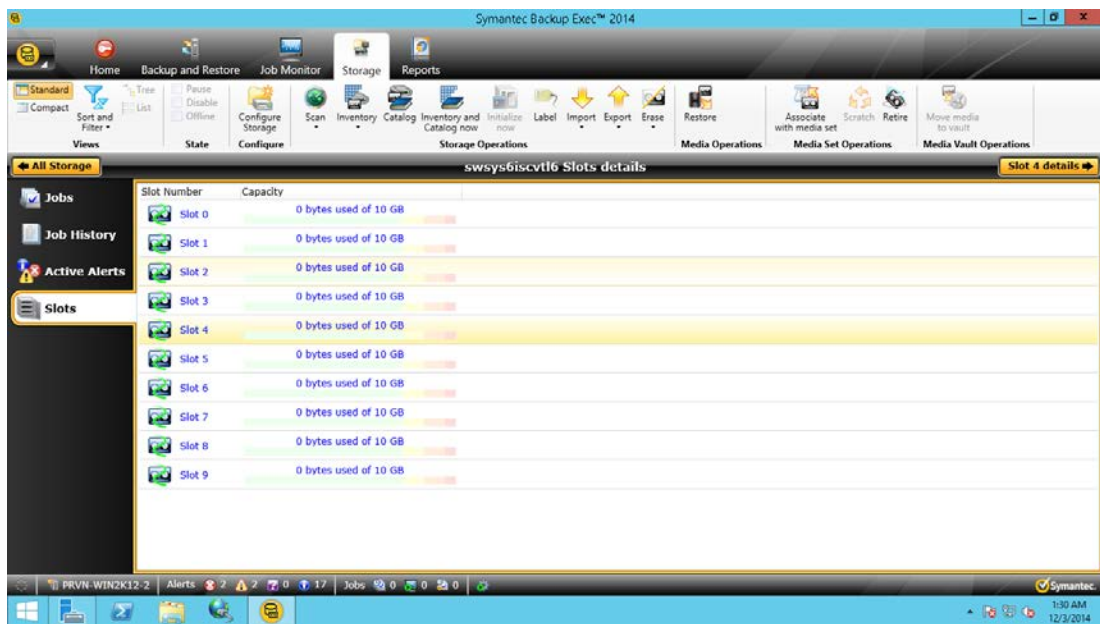 Symantec Backup Exec™ 2014
Home Backup and Restore Job Monitor Storage Reports
Standard Compact Sort and Filter Tree List Views
Pause Disable Offline State
Configure Storage Configure
Scan Inventory Catalog Inventory and Catalog now Initialize now Label Import Export Erase Storage Operations
Restore Media Operations
Associate with media set Scratch Retire Media Set Operations
Move media to vault Media Vault Operations
All Storage swsys6iscvtl6 Slots details Slot 4 details
Jobs
Job History
Active Alerts
Slots
Slot Number Capacity
Slot 0 0 bytes used of 10 GB
Slot 1 0 bytes used of 10 GB
Slot 2 0 bytes used of 10 GB
Slot 3 0 bytes used of 10 GB
Slot 4 0 bytes used of 10 GB
Slot 5 0 bytes used of 10 GB
Slot 6 0 bytes used of 10 GB
Slot 7 0 bytes used of 10 GB
Slot 8 0 bytes used of 10 GB
Slot 9 0 bytes used of 10 GB
PRVN-WIN2K12-2 Alerts 2 2 0 17 Jobs 0 0 0 Symantec.
1:30 AM
12/3/2014